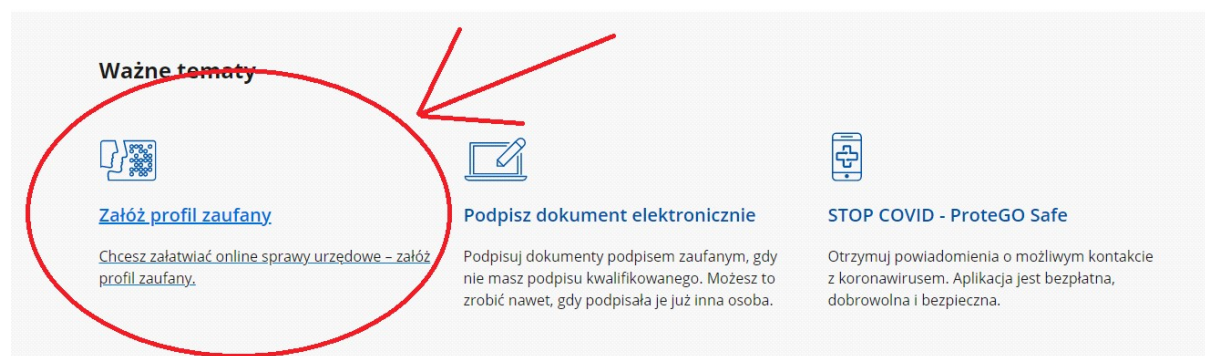 Ważne tematy
Załóż profil zaufany
Chcesz załatwiać online sprawy urzędowe – załóż
profil zaufany.
Podpisz dokument elektronicznie
Podpisuj dokumenty podpisem zaufanym, gdy
nie masz podpisu kwalifikowanego. Możesz to
zrobić nawet, gdy podpisała je już inna osoba.
STOP COVID - ProteGO Safe
Otrzymuj powiadomienia o możliwym kontakcie
z koronawirusem. Aplikacja jest bezpłatna,
dobrowolna i bezpieczna.